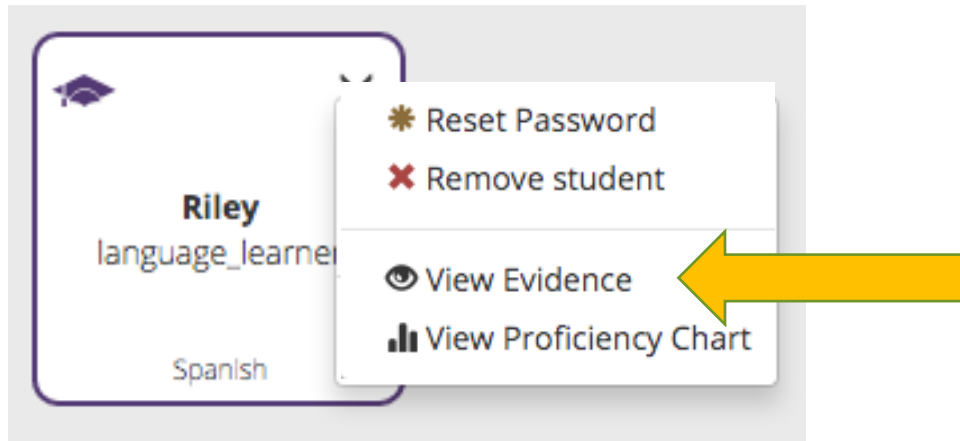 Riley
language_learner
Spanish
Reset Password
Remove student
View Evidence
View Proficiency Chart